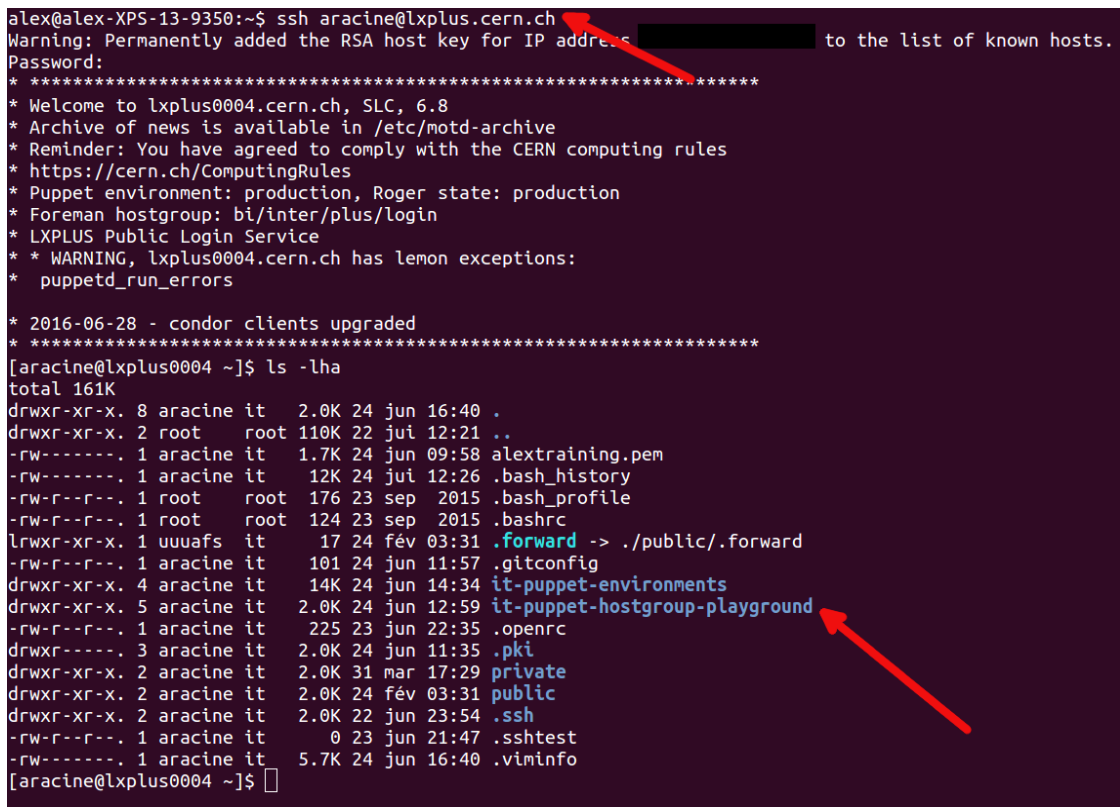 alex@alex-XPS-13-9350:~$ ssh aracine@lxplus.cern.ch
Warning: Permanently added the RSA host key for IP address to the list of known hosts.
Password:
* ********************************************************************
* Welcome to lxplus0004.cern.ch, SLC, 6.8
* Archive of news is available in /etc/motd-archive
* Reminder: You have agreed to comply with the CERN computing rules
* https://cern.ch/ComputingRules
* Puppet environment: production, Roger state: production
* Foreman hostgroup: bi/inter/plus/login
* LXPLUS Public Login Service
* * WARNING, lxplus0004.cern.ch has lemon exceptions:
*  puppetd_run_errors
* 2016-06-28 - condor clients upgraded
* ********************************************************************
[aracine@lxplus0004 ~]$ ls -lha
total 161K
drwxr-xr-x. 8 aracine it   2.0K 24 jun 16:40 .
drwxr-xr-x. 2 root    root 110K 22 jui 12:21 ..
-rw-------. 1 aracine it   1.7K 24 jun 09:58 alextraining.pem
-rw-------. 1 aracine it    12K 24 jui 12:26 .bash_history
-rw-r--r--. 1 root    root  176 23 sep  2015 .bash_profile
-rw-r--r--. 1 root    root  124 23 sep  2015 .bashrc
lrwxr-xr-x. 1 uuuafs  it     17 24 fév 03:31 .forward -> ./public/.forward
-rw-r--r--. 1 aracine it    101 24 jun 11:57 .gitconfig
drwxr-xr-x. 4 aracine it    14K 24 jun 14:34 it-puppet-environments
drwxr-xr-x. 5 aracine it   2.0K 24 jun 12:59 it-puppet-hostgroup-playground
-rw-r--r--. 1 aracine it    225 23 jun 22:35 .openrc
drwxr-----. 3 aracine it   2.0K 24 jun 11:35 .pki
drwxr-xr-x. 2 aracine it   2.0K 31 mar 17:29 private
drwxr-xr-x. 2 aracine it   2.0K 24 fév 03:31 public
drwxr-xr-x. 2 aracine it   2.0K 22 jun 23:54 .ssh
-rw-r--r--. 1 aracine it      0 23 jun 21:47 .sshtest
-rw-------. 1 aracine it   5.7K 24 jun 16:40 .viminfo
[aracine@lxplus0004 ~]$